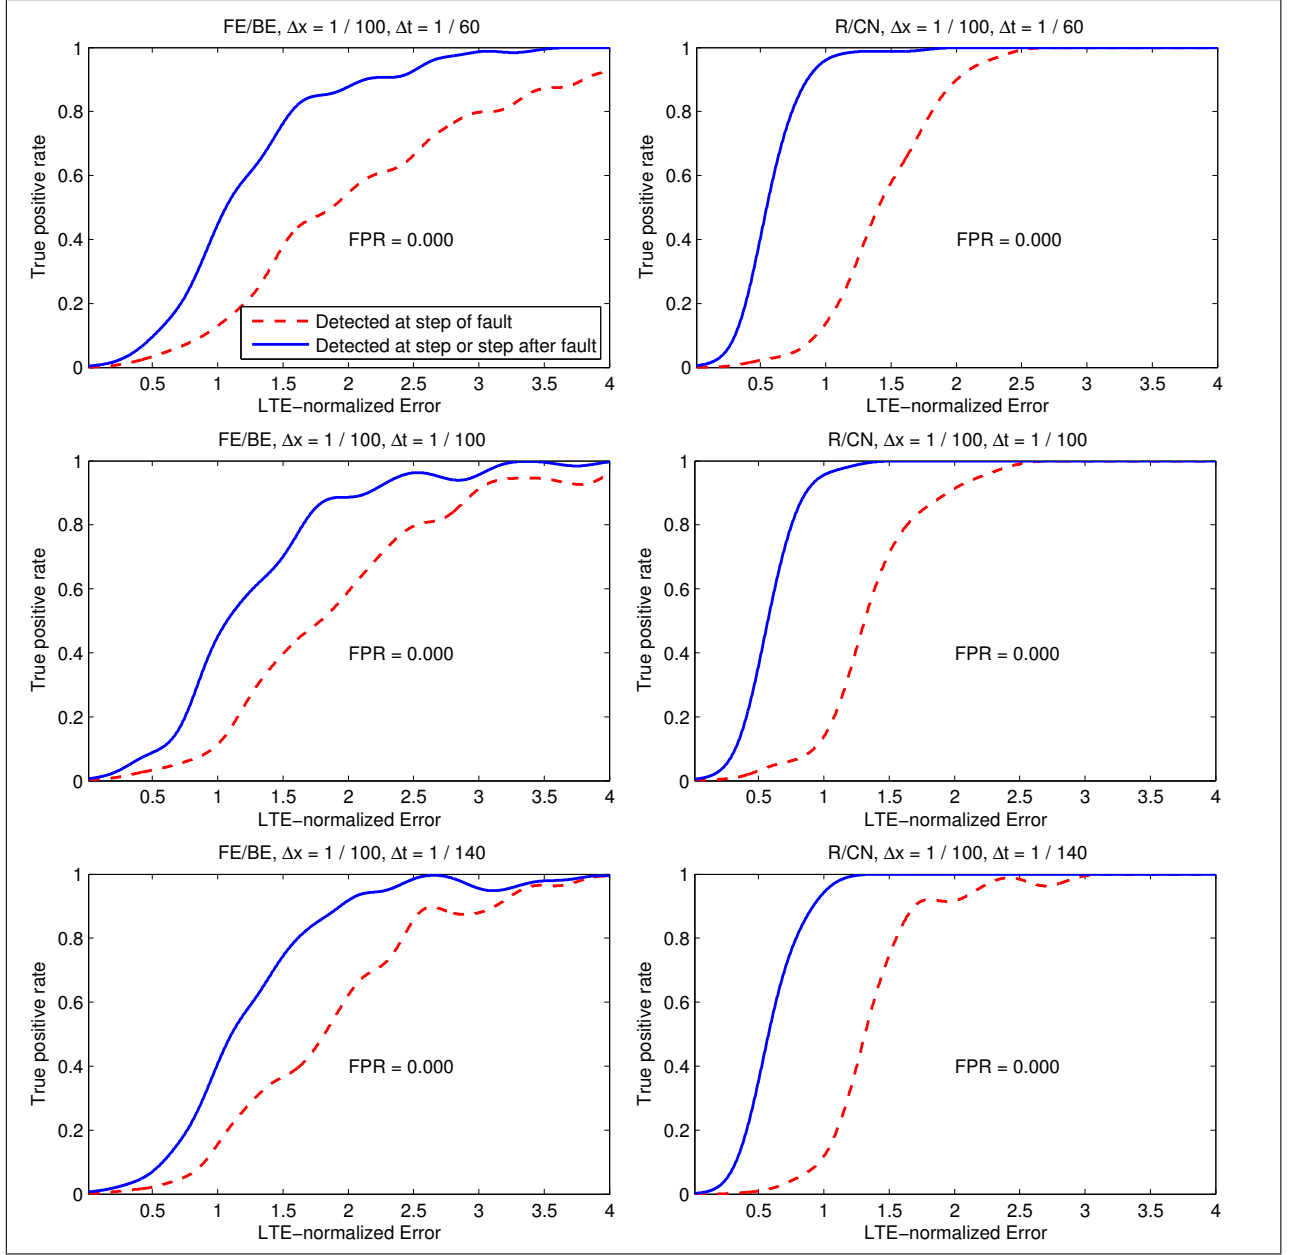 FE/BE, Δx = 1 / 100, Δt = 1 / 60
True positive rate
1
0.8
0.6
0.4
0.2
0
FPR = 0.000
Detected at step of fault
Detected at step or step after fault
0.5 1 1.5 2 2.5 3 3.5 4
LTE−normalized Error
R/CN, Δx = 1 / 100, Δt = 1 / 60
True positive rate
1
0.8
0.6
0.4
0.2
0
FPR = 0.000
0.5 1 1.5 2 2.5 3 3.5 4
LTE−normalized Error
FE/BE, Δx = 1 / 100, Δt = 1 / 100
True positive rate
1
0.8
0.6
0.4
0.2
0
FPR = 0.000
0.5 1 1.5 2 2.5 3 3.5 4
LTE−normalized Error
R/CN, Δx = 1 / 100, Δt = 1 / 100
True positive rate
1
0.8
0.6
0.4
0.2
0
FPR = 0.000
0.5 1 1.5 2 2.5 3 3.5 4
LTE−normalized Error
FE/BE, Δx = 1 / 100, Δt = 1 / 140
True positive rate
1
0.8
0.6
0.4
0.2
0
FPR = 0.000
0.5 1 1.5 2 2.5 3 3.5 4
LTE−normalized Error
R/CN, Δx = 1 / 100, Δt = 1 / 140
True positive rate
1
0.8
0.6
0.4
0.2
0
FPR = 0.000
0.5 1 1.5 2 2.5 3 3.5 4
LTE−normalized Error